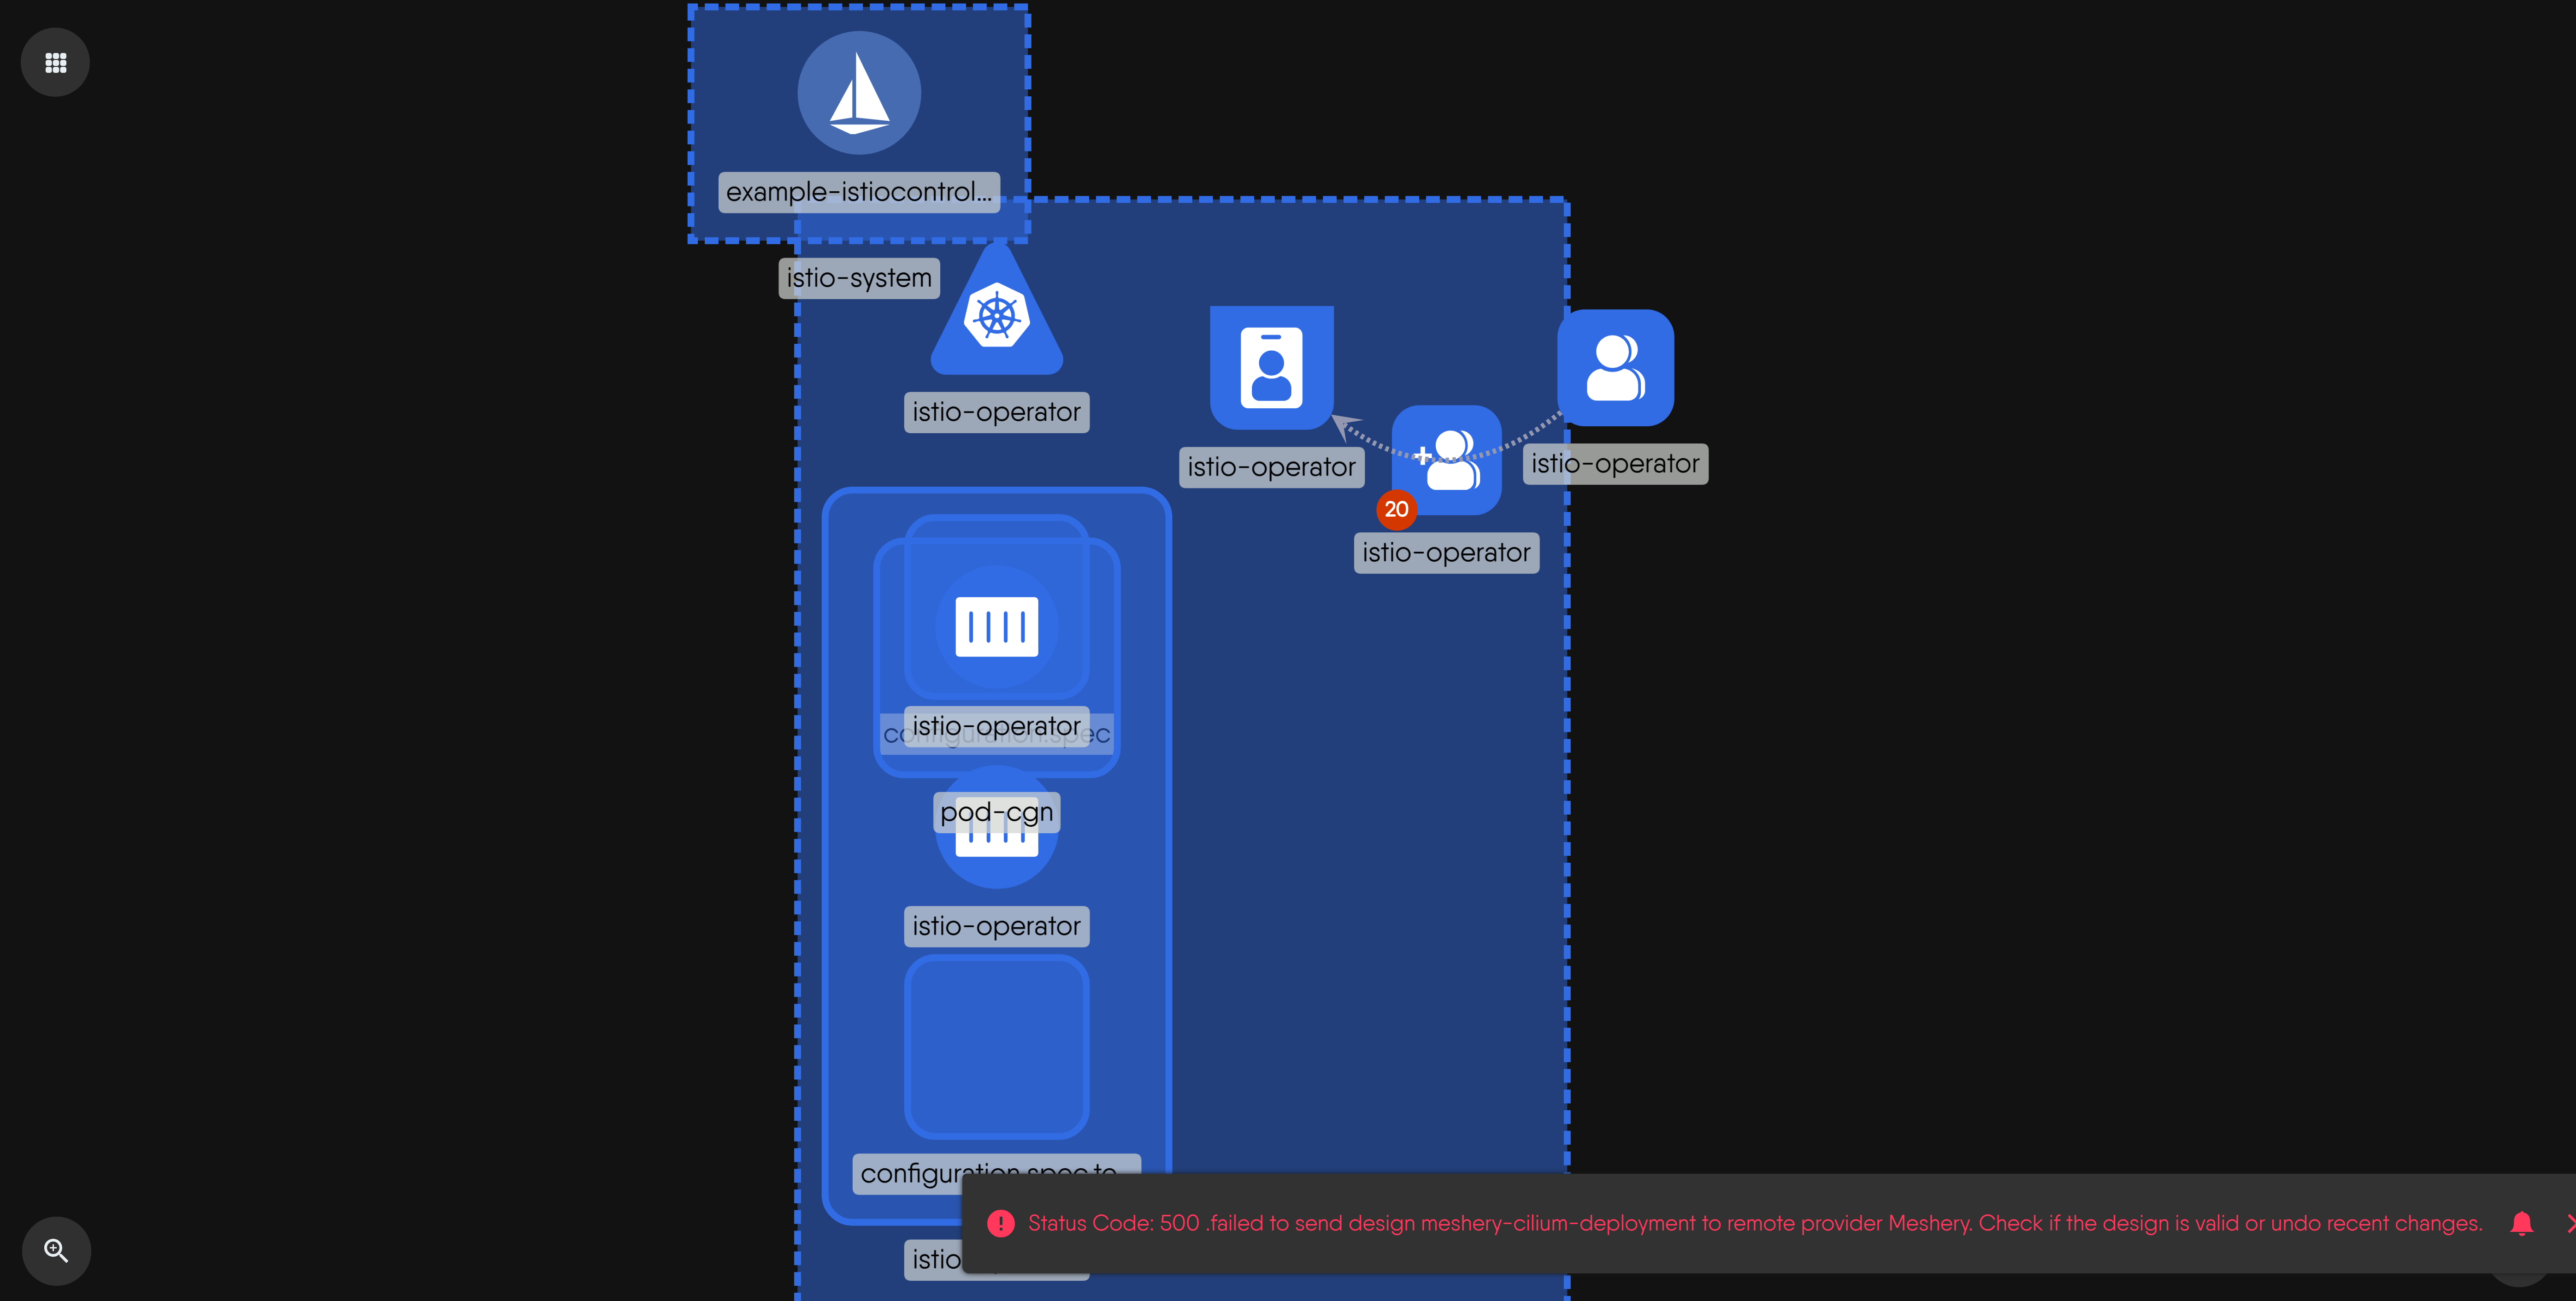 example-istiocontrol...
istio-system
istio-operator
istio-operator
istio-operator
20
istio-operator
istio-operator
configuration.spec
pod-cgn
istio-operator
configuration.spec.te...
istio
Status Code: 500 .failed to send design meshery-cilium-deployment to remote provider Meshery. Check if the design is valid or undo recent changes.